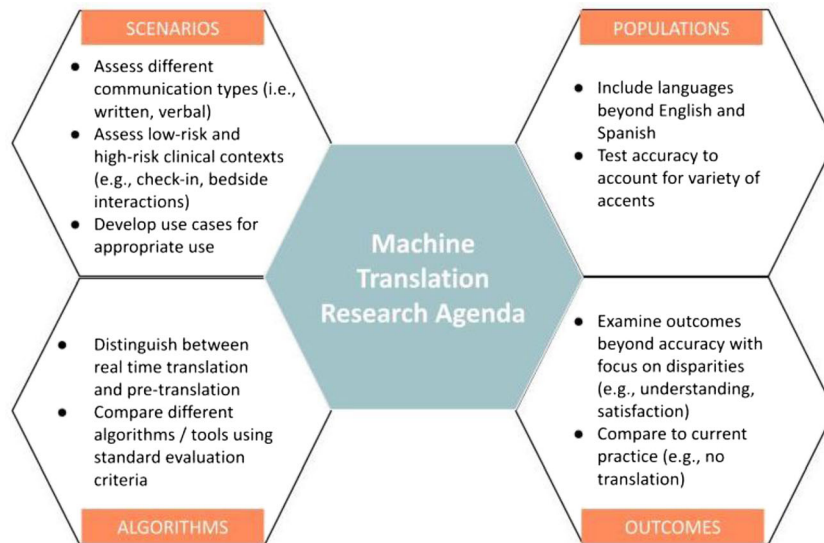 SCENARIOS
● Assess different
communication types (i.e.,
written, verbal)
● Assess low-risk and
high-risk clinical contexts
(e.g., check-in, bedside
interactions)
● Develop use cases for
appropriate use
POPULATIONS
● Include languages
beyond English and
Spanish
● Test accuracy to
account for variety of
accents
Machine
Translation
Research Agenda
● Distinguish between
real time translation
and pre-translation
● Compare different
algorithms / tools using
standard evaluation
criteria
ALGORITHMS
● Examine outcomes
beyond accuracy with
focus on disparities
(e.g., understanding,
satisfaction)
● Compare to current
practice (e.g., no
translation)
OUTCOMES